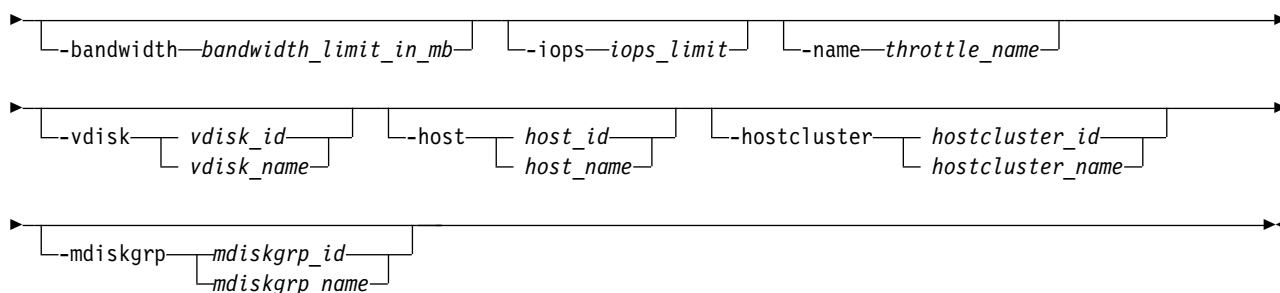 -bandwidth bandwidth_limit_in_mb -iops iops_limit -name throttle_name
-vdisk vdisk_id -host host_id -hostcluster hostcluster_id
vdisk_name host_name hostcluster_name
-mdiskgrp mdiskgrp_id
mdiskgrp_name